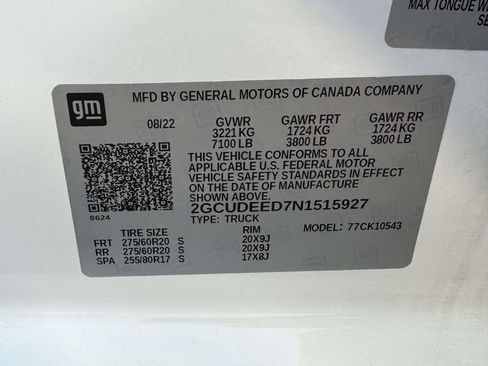 MAX TONGUE WE
SE
gm
MFD BY GENERAL MOTORS OF CANADA COMPANY
08/22 GVWR GAWR FRT GAWR RR
3221 KG 1724 KG 1724 KG
7100 LB 3800 LB 3800 LB
THIS VEHICLE CONFORMS TO ALL
APPLICABLE U.S. FEDERAL MOTOR
VEHICLE SAFETY STANDARDS IN EFFECT
ON THE DATE OF MANUFACTURE
SHOWN ABOVE.
8624
2GCUDEED7N1515927
TYPE: TRUCK MODEL: 77CK10543
TIRE SIZE RIM
FRT 275/60R20 S 20X9J
RR 275/60R20 S 20X9J
SPA 255/80R17 S 17X8J